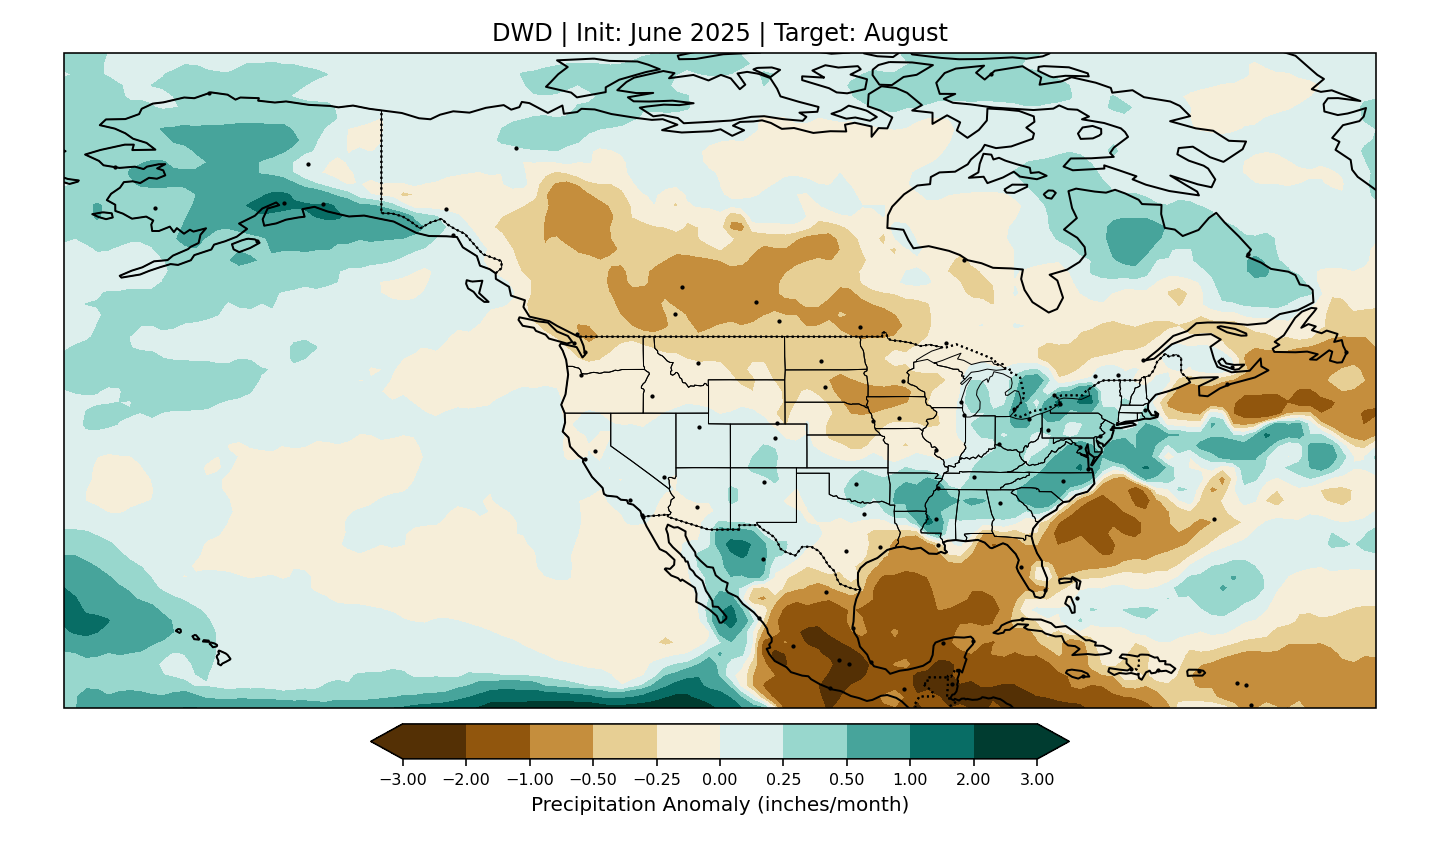 DWD | Init: June 2025 | Target: August
−3.00 −2.00 −1.00 −0.50 −0.25 0.00 0.25 0.50 1.00 2.00 3.00
Precipitation Anomaly (inches/month)